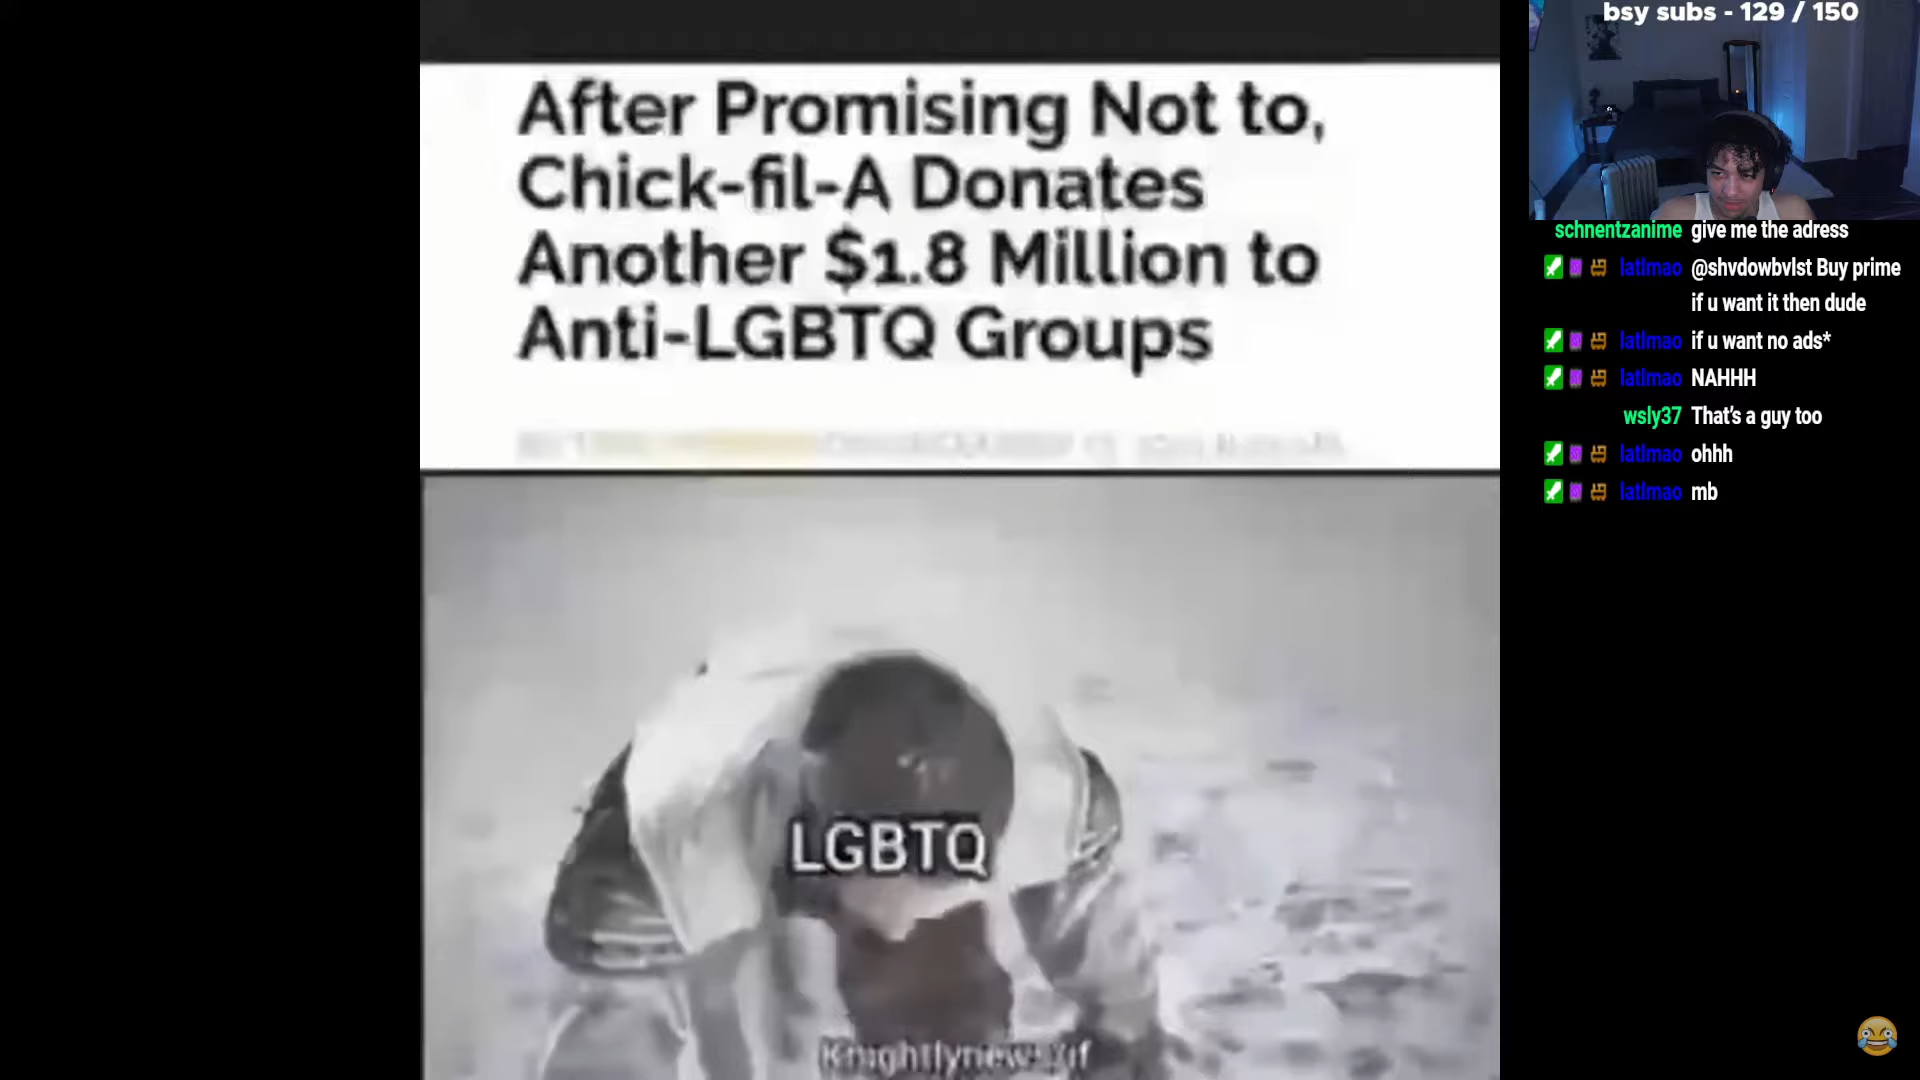 After Promising Not to,
Chick-fil-A Donates
Another $1.8 Million to
Anti-LGBTQ Groups
LGBTQ
bsy subs - 129 / 150
schnentzanime give me the adress
latlmao @shvdowbvlst Buy prime
if u want it then dude
latlmao if u want no ads*
latlmao NAHHH
wsly37 That's a guy too
latlmao ohhh
latlmao mb